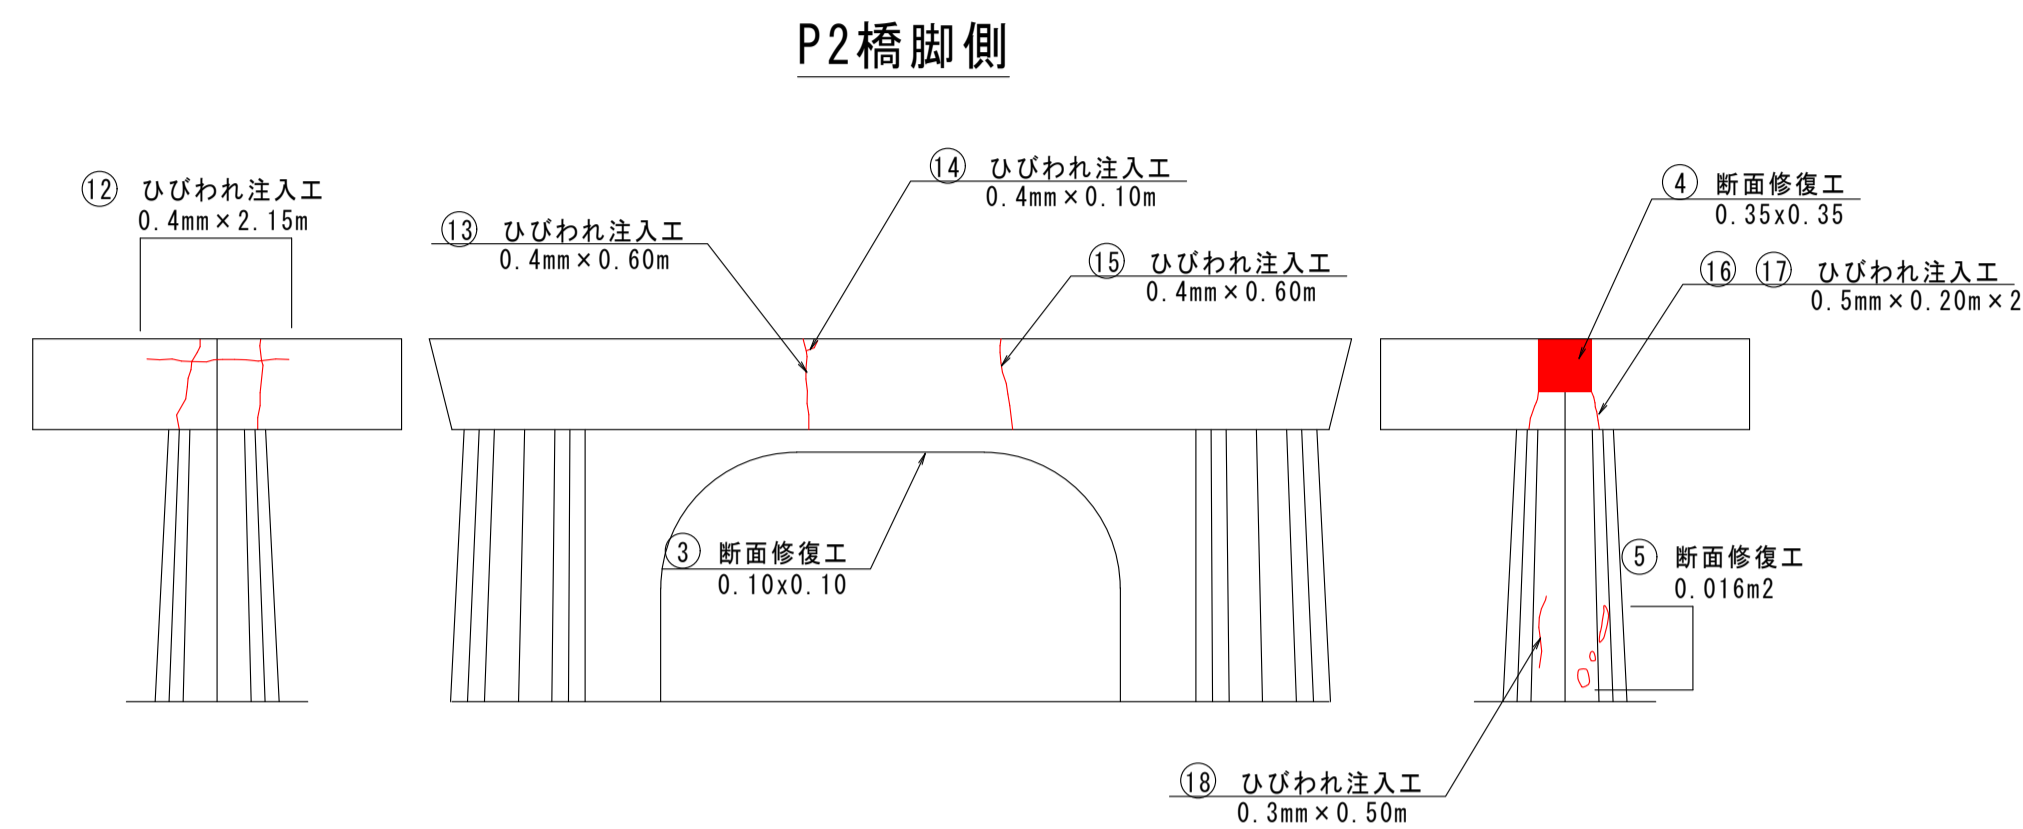 P2橋脚側
⑫ ひびわれ注入工
0.4mm×2.15m
⑬ ひびわれ注入工
0.4mm×0.60m
⑭ ひびわれ注入工
0.4mm×0.10m
⑮ ひびわれ注入工
0.4mm×0.60m
④ 断面修復工
0.35x0.35
⑯ ⑰ ひびわれ注入工
0.5mm×0.20m×2
③ 断面修復工
0.10x0.10
⑤ 断面修復工
0.016m2
⑱ ひびわれ注入工
0.3mm×0.50m